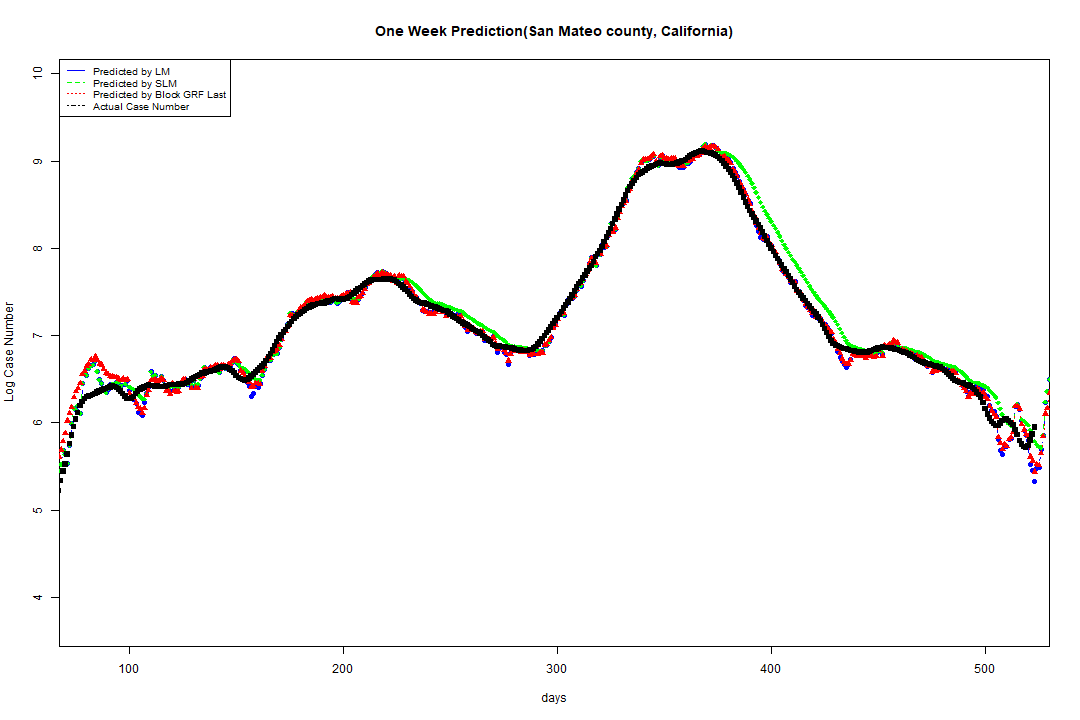 One Week Prediction(San Mateo county, California)
Predicted by LM
Predicted by SLM
Predicted by Block GRF Last
Actual Case Number
Log Case Number
10
9
8
7
6
5
4
100 200 300 400 500
days